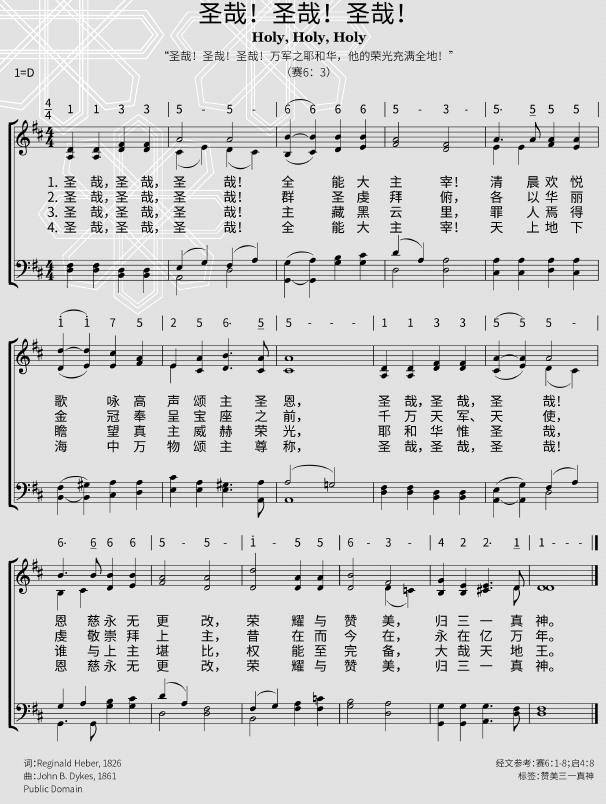 圣哉！圣哉！圣哉！
Holy, Holy, Holy
“圣哉！圣哉！圣哉！万军之耶和华，他的荣光充满全地！”
（赛6：3）
1=D
4/4 1 1 3 3 | 5 - 5 - | 6 6 6 6 | 5 - 3 - | 5· 5 5 5 |
1. 圣 哉，圣 哉， 圣 哉！ 全 能 大 主 宰！ 清 晨 欢 悦
2. 圣 哉，圣 哉， 圣 哉！ 群 圣 虔 拜 俯， 各 以 华 丽
3. 圣 哉，圣 哉， 圣 哉！ 主 藏 黑 云 里， 罪 人 焉 得
4. 圣 哉，圣 哉， 圣 哉！ 全 能 大 主 宰！ 天 上 地 下
1 1 7 5 | 2 5 6· 5 | 5 - - - | 1 1 3 3 | 5 - 5 - |
歌 咏 高 声 颂 主 圣 恩， 圣 哉，圣 哉，圣 哉！
金 冠 奉 呈 宝 座 之 前， 千 万 天 军、天 使，
瞻 望 真 主 威 赫 荣 光， 耶 和 华 惟 圣 哉，
海 中 万 物 颂 主 尊 称， 圣 哉，圣 哉，圣 哉！
6· 6 6 6 | 5 - 5 - | 1 - 5 5 | 6 - 3 - | 4 2 2· 1 | 1 - - -
恩 慈 永 无 更 改， 荣 耀 与 赞 美， 归 三 一 真 神。
虔 敬 崇 拜 上 主， 昔 在 而 今 在， 永 在 亿 万 年。
谁 与 上 主 堪 比， 权 能 至 完 备， 大 哉 天 地 王。
恩 慈 永 无 更 改， 荣 耀 与 赞 美， 归 三 一 真 神。
词：Reginald Heber, 1826
经文参考：赛6：1-8；启4：8
曲：John B. Dykes, 1861
标签：赞美三一真神
Public Domain